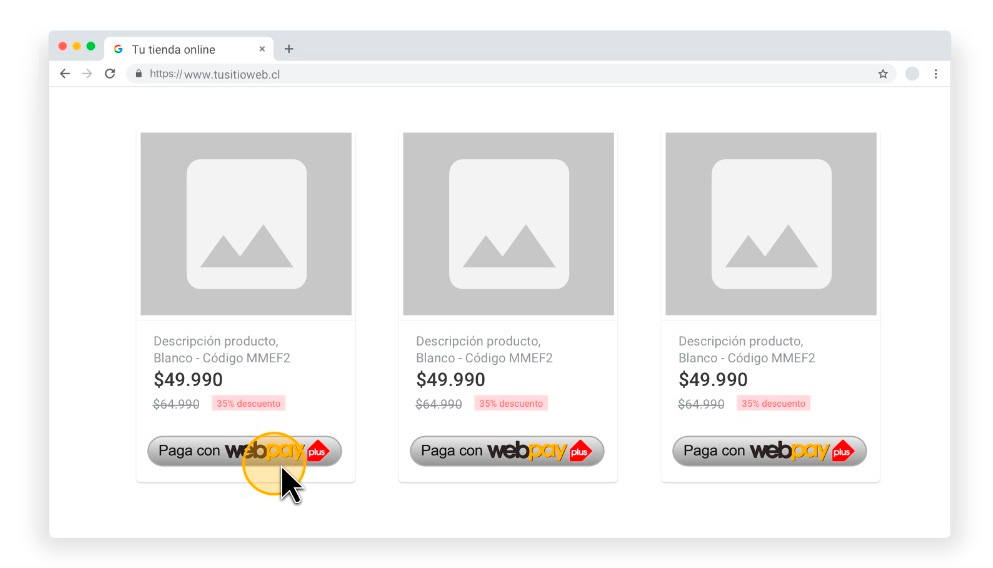 Tu tienda online
https://www.tusitioweb.cl
Descripción producto,
Blanco - Código MMEF2
$49.990
$64.990 35% descuento
Paga con webpay plus
Descripción producto,
Blanco - Código MMEF2
$49.990
$64.990 35% descuento
Paga con webpay plus
Descripción producto,
Blanco - Código MMEF2
$49.990
$64.990 35% descuento
Paga con webpay plus